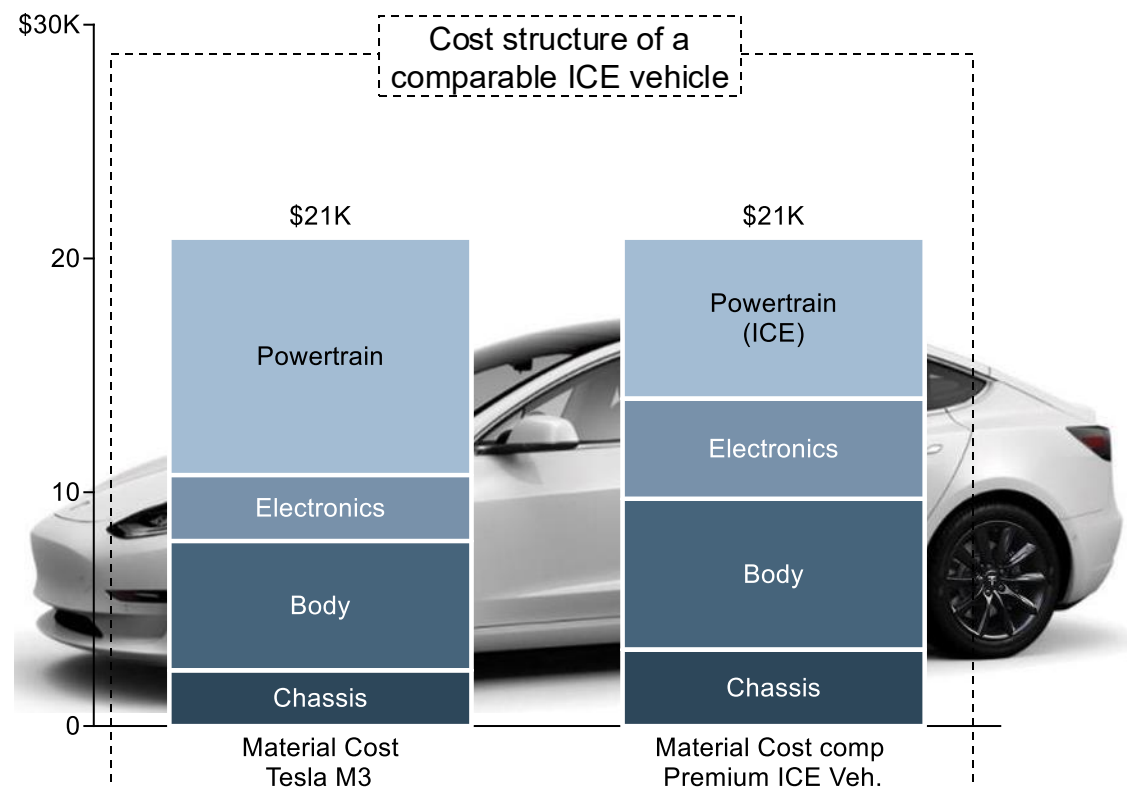 $30K
Cost structure of a
comparable ICE vehicle
$21K
$21K
20
Powertrain
Powertrain
(ICE)
Electronics
10
Electronics
Body
Body
Chassis
Chassis
0
Material Cost
Tesla M3
Material Cost comp
Premium ICE Veh.